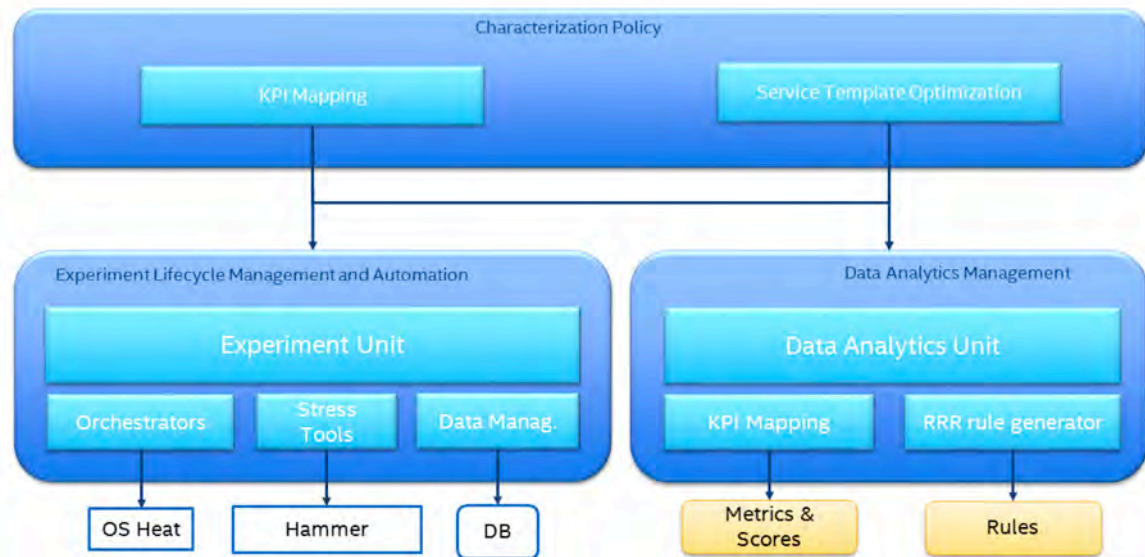 Characterization Policy
KPI Mapping
Service Template Optimization
Experiment Lifecycle Management and Automation
Data Analytics Management
Experiment Unit
Data Analytics Unit
Orchestrators
Stress
Tools
Data Manag.
KPI Mapping
RRR rule generator
OS Heat
Hammer
DB
Metrics &
Scores
Rules